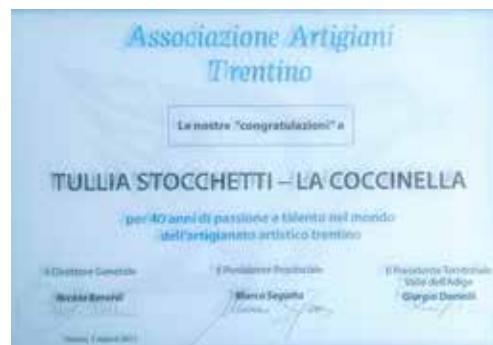 Associazione Artigiani
Trentino
Le nostre "congratulazioni" a
TULLIA STOCCHETTI – LA COCCINELLA
per 40 anni di passione e talento nel mondo
dell'artigianato artistico trentino
Il Direttore Generale
Il Presidente Provinciale
Il Presidente Territoriale
Valle dell'Adige
Nicola
Marco Segatta
Giorgio